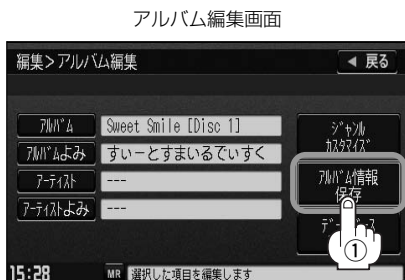 アルバム編集画面
編集>アルバム編集
◀ 戻る
ｱﾙﾊﾞﾑ
Sweet Smile [Disc 1]
ｱﾙﾊﾞﾑよみ
すぃーとすまいるでぃすく
ｱｰﾃｨｽﾄ
---
ｱｰﾃｨｽﾄよみ
---
ｼﾞｬﾝﾙ
ｶｽﾀﾏｲｽﾞ
ｱﾙﾊﾞﾑ情報
保存
①
15:28
MR 選択した項目を編集します